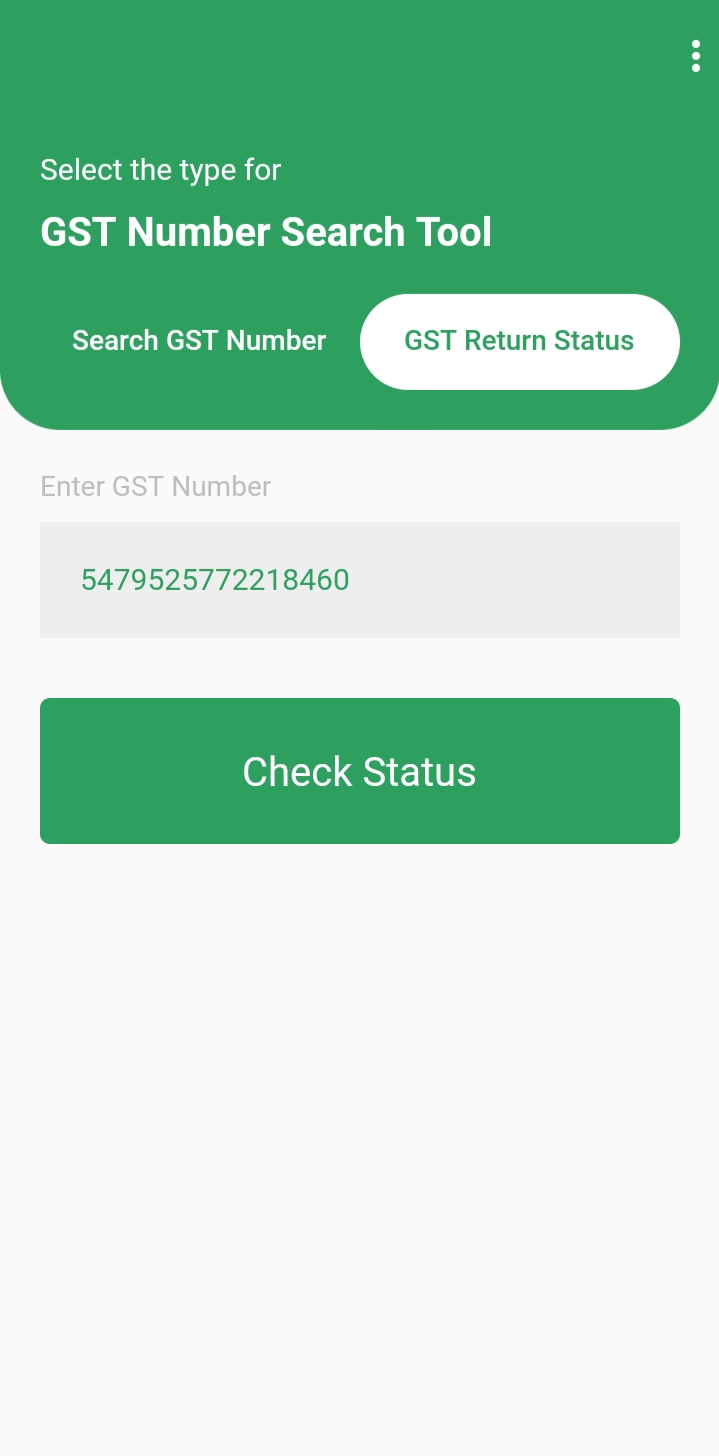 Select the type for
GST Number Search Tool
Search GST Number
GST Return Status
Enter GST Number
5479525772218460
Check Status